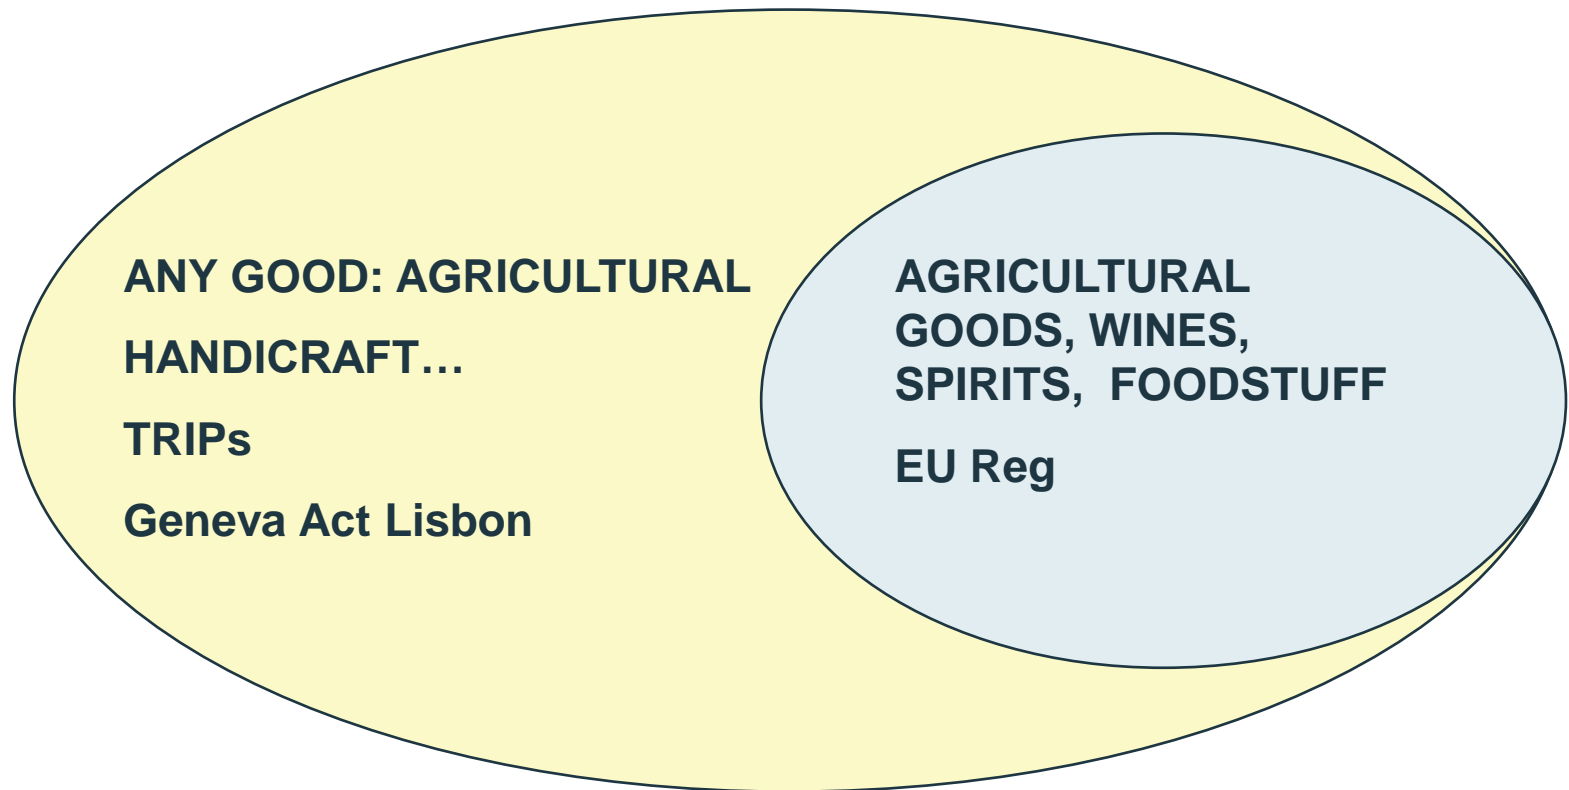 ANY GOOD: AGRICULTURAL
HANDICRAFT…
TRIPs
Geneva Act Lisbon
AGRICULTURAL
GOODS, WINES,
SPIRITS, FOODSTUFF
EU Reg